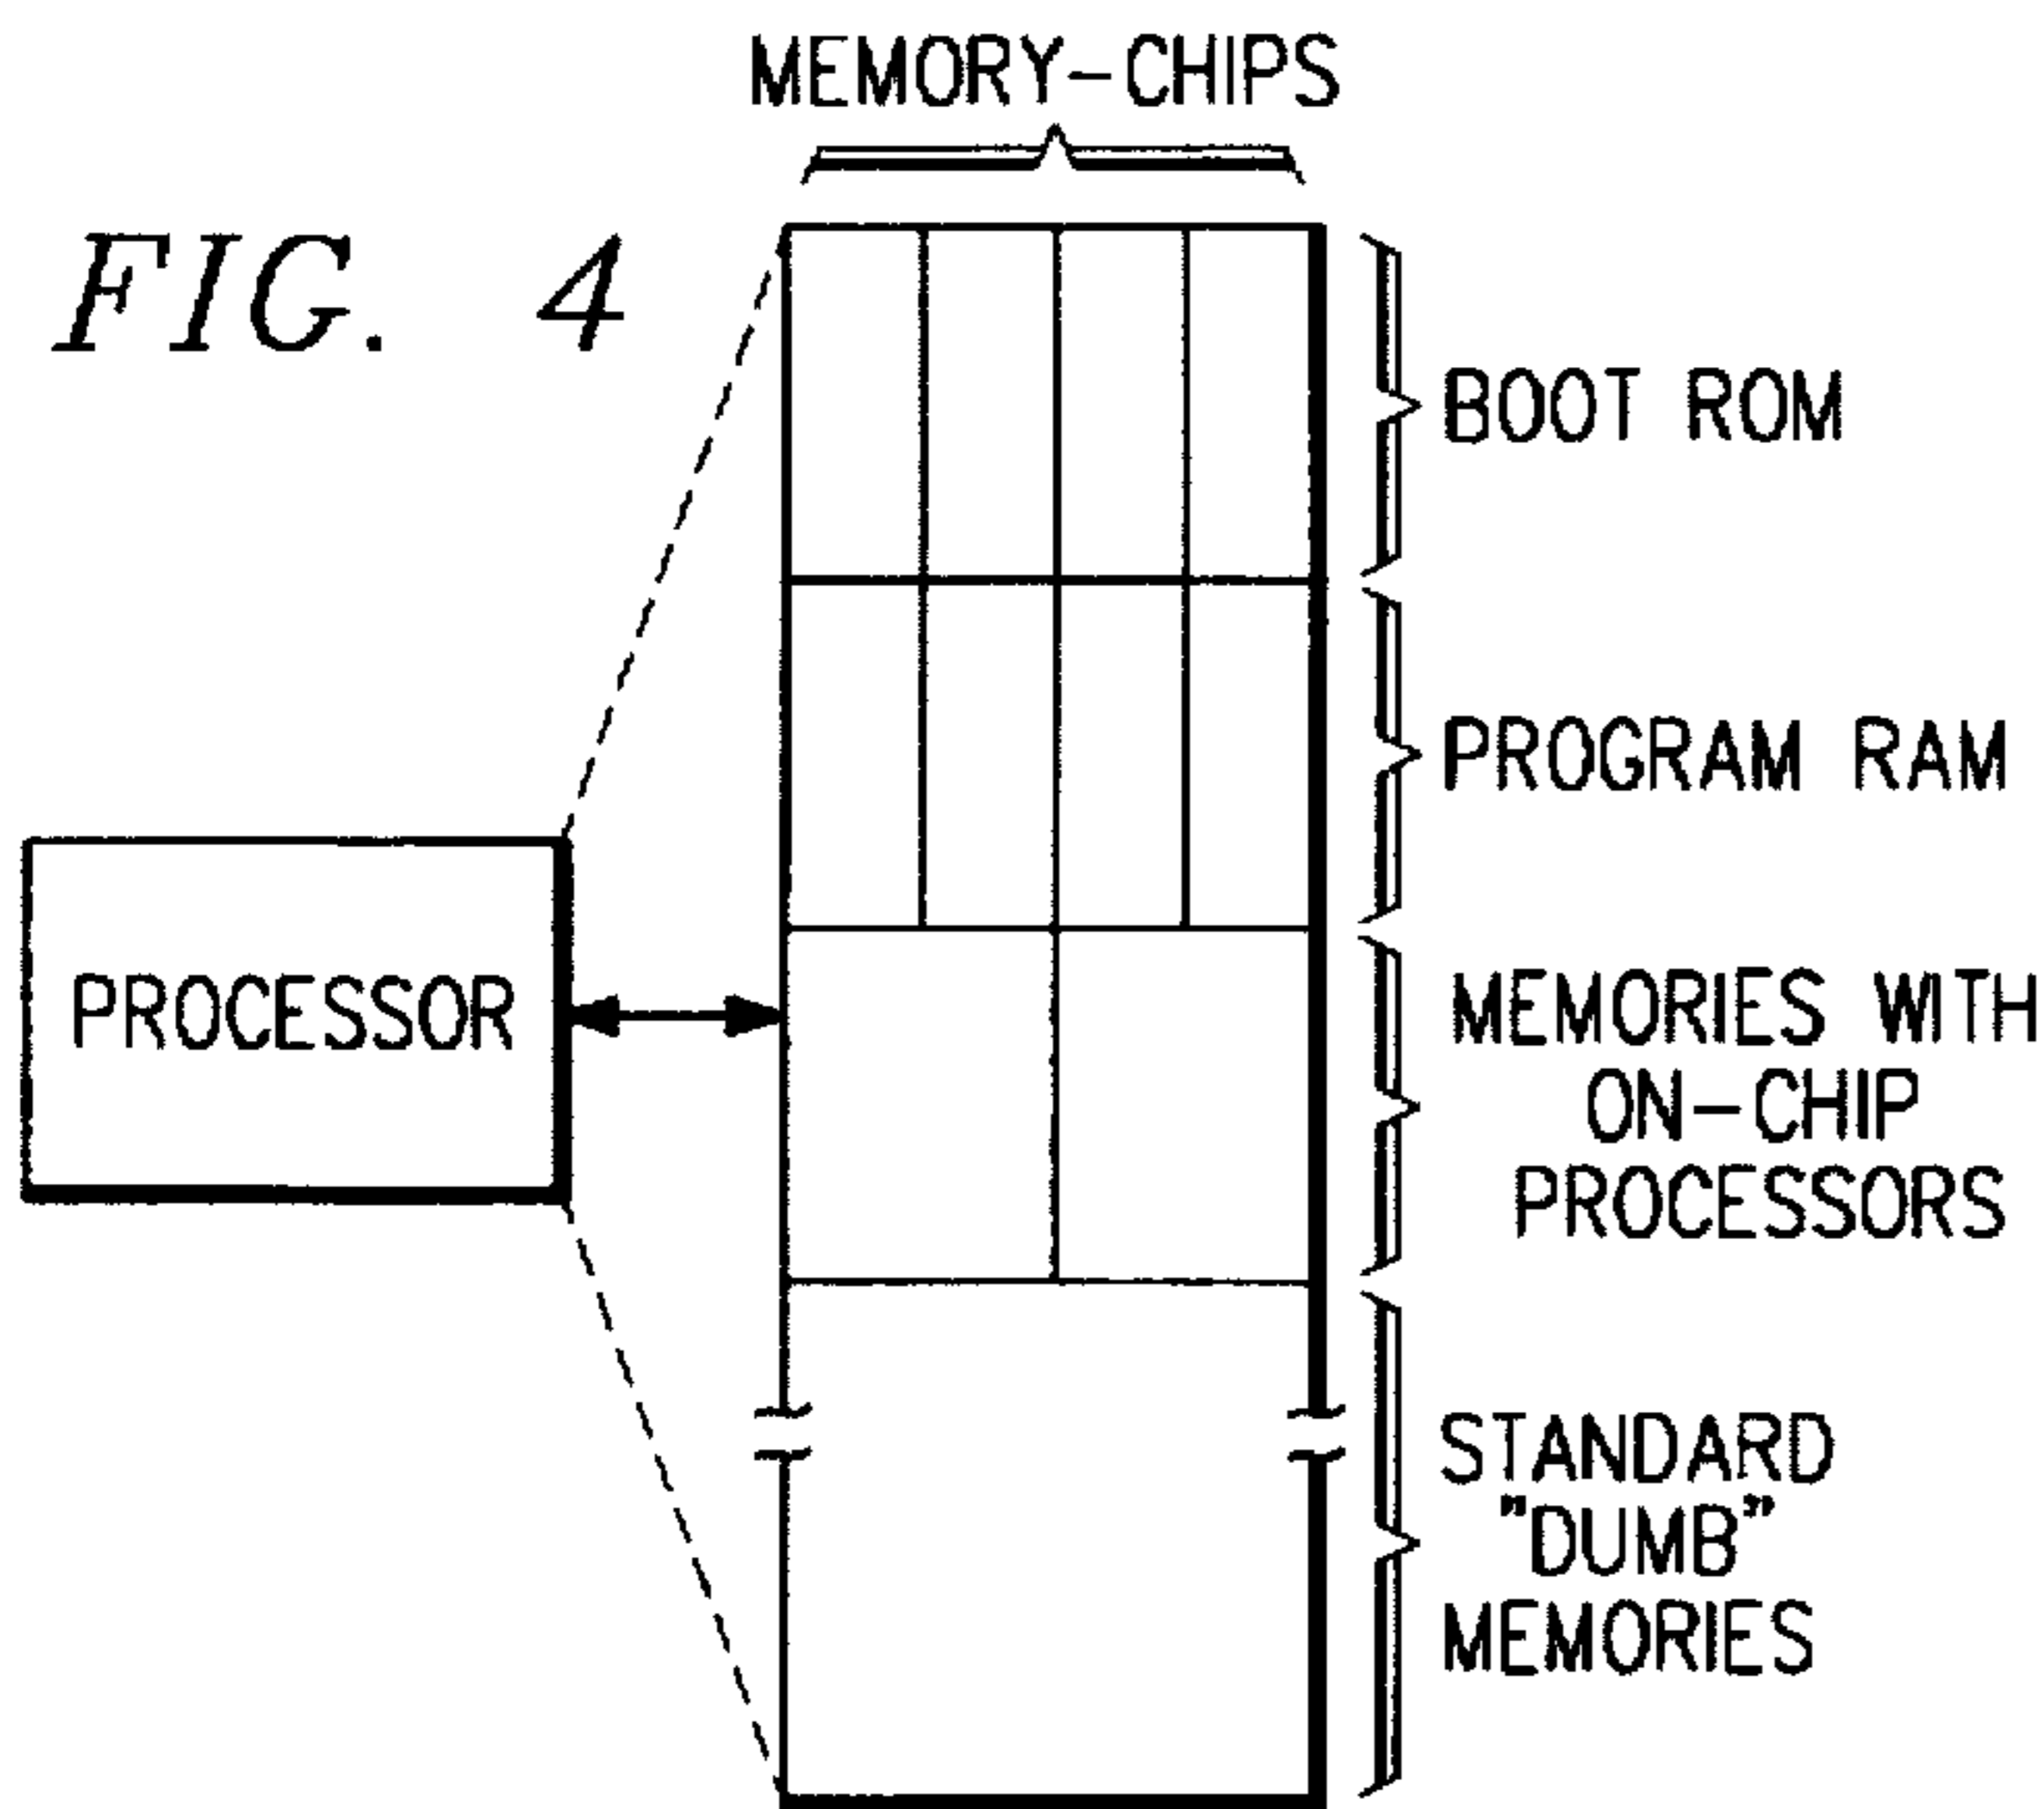 MEMORY-CHIPS
FIG. 4
BOOT ROM
PROGRAM RAM
PROCESSOR
MEMORIES WITH
ON-CHIP
PROCESSORS
STANDARD
"DUMB"
MEMORIES